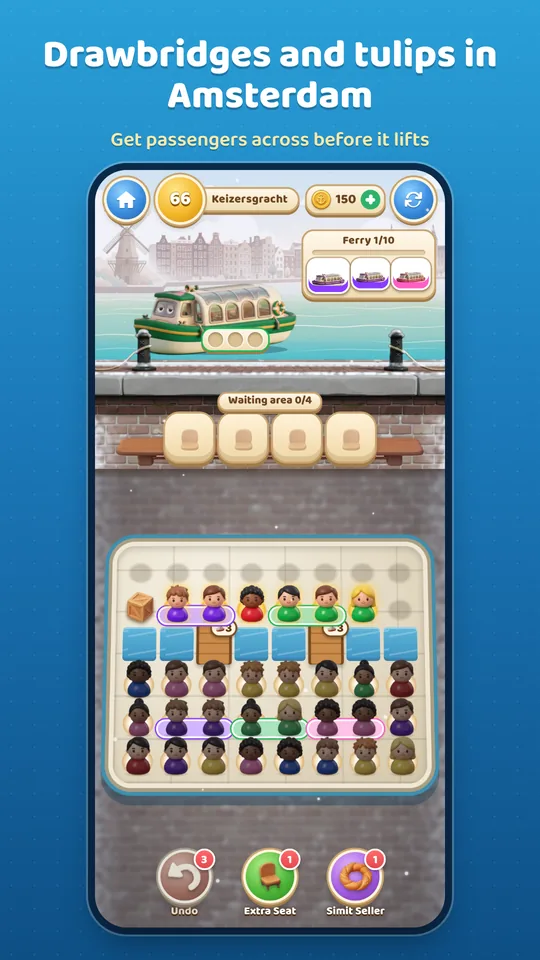 Drawbridges and tulips in
Amsterdam
Get passengers across before it lifts
66
Keizersgracht
150
Ferry 1/10
Waiting area 0/4
3
3
3
1
1
Undo
Extra Seat
Simit Seller